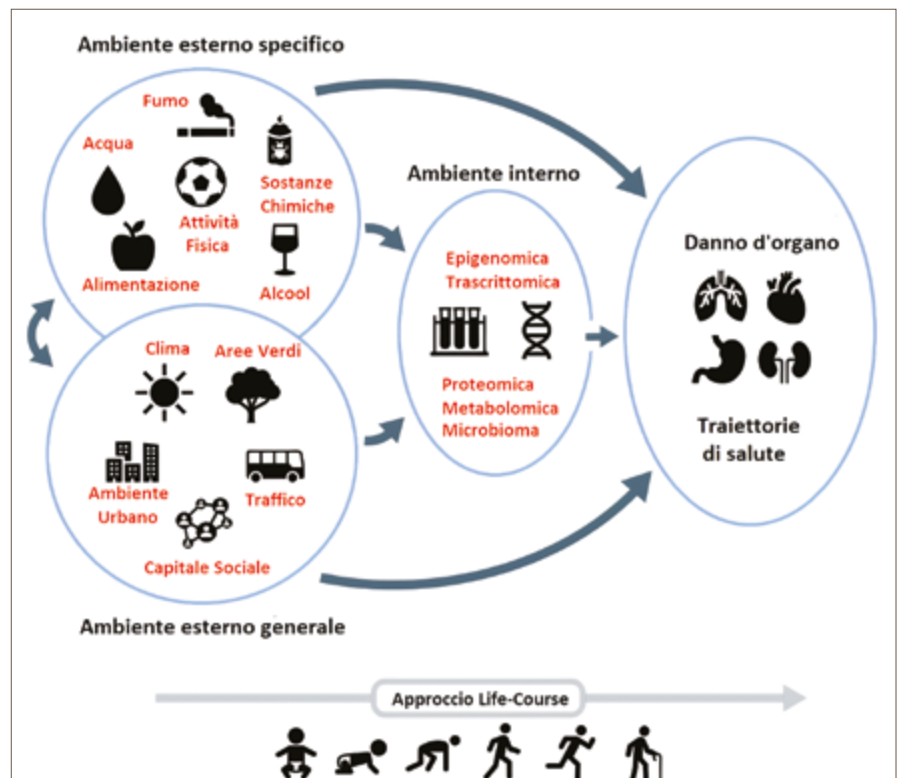 Ambiente esterno specifico
Fumo
Acqua
Sostanze
Chimiche
Attività
Fisica
Alimentazione
Alcool
Clima
Aree Verdi
Ambiente
Urbano
Traffico
Capitale Sociale
Ambiente esterno generale
Ambiente interno
Epigenomica
Trascrittomica
Proteomica
Metabolomica
Microbioma
Danno d'organo
Traiettorie
di salute
Approccio Life-Course